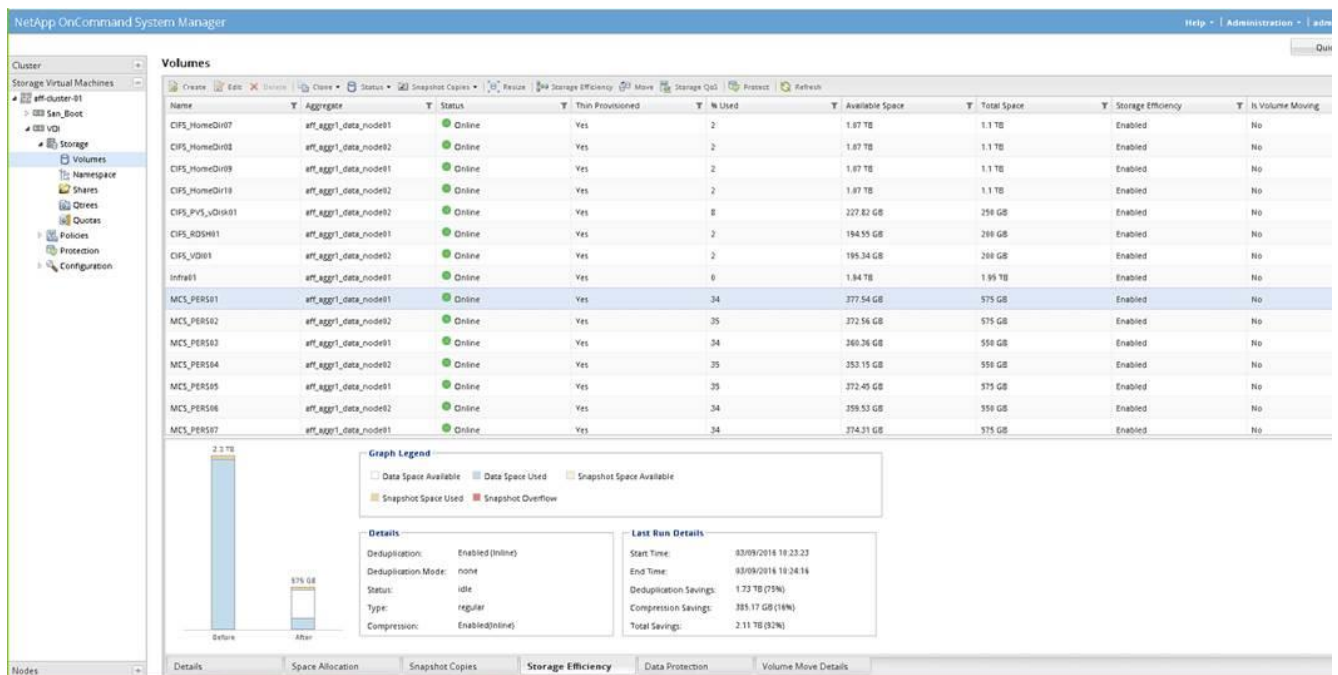 NetApp OnCommand System Manager
Help | Administration |
Cluster
Storage Virtual Machines
aff-cluster-01
San_Boot
VDI
Storage
Volumes
Namespace
Shares
Qtrees
Quotas
Policies
Protection
Configuration
Nodes
Volumes
Create Edit Delete Clone Status Snapshot Copies Resize Storage Efficiency Move Storage QoS Protect Refresh
Name Aggregate Status Thin Provisioned % Used Available Space Total Space Storage Efficiency Is Volume Moving
CIFS_HomeDir07 aff_aggr1_data_node01 Online Yes 2 1.07 TB 1.1 TB Enabled No
CIFS_HomeDir08 aff_aggr1_data_node02 Online Yes 2 1.07 TB 1.1 TB Enabled No
CIFS_HomeDir09 aff_aggr1_data_node01 Online Yes 2 1.07 TB 1.1 TB Enabled No
CIFS_HomeDir10 aff_aggr1_data_node02 Online Yes 2 1.07 TB 1.1 TB Enabled No
CIFS_PVS_vDisk01 aff_aggr1_data_node02 Online Yes 8 227.82 GB 250 GB Enabled No
CIFS_RDSH01 aff_aggr1_data_node01 Online Yes 2 194.55 GB 200 GB Enabled No
CIFS_VDI01 aff_aggr1_data_node02 Online Yes 2 195.34 GB 200 GB Enabled No
Infra01 aff_aggr1_data_node01 Online Yes 0 1.94 TB 1.95 TB Enabled No
MCS_PERS01 aff_aggr1_data_node01 Online Yes 34 377.54 GB 575 GB Enabled No
MCS_PERS02 aff_aggr1_data_node02 Online Yes 35 372.56 GB 575 GB Enabled No
MCS_PERS03 aff_aggr1_data_node01 Online Yes 34 360.36 GB 550 GB Enabled No
MCS_PERS04 aff_aggr1_data_node02 Online Yes 35 353.15 GB 550 GB Enabled No
MCS_PERS05 aff_aggr1_data_node01 Online Yes 35 372.45 GB 575 GB Enabled No
MCS_PERS06 aff_aggr1_data_node02 Online Yes 34 359.53 GB 550 GB Enabled No
MCS_PERS07 aff_aggr1_data_node01 Online Yes 34 374.31 GB 575 GB Enabled No
2.3 TB
575 GB
Before After
Graph Legend
Data Space Available Data Space Used Snapshot Space Available
Snapshot Space Used Snapshot Overflow
Details
Deduplication: Enabled (Inline)
Deduplication Mode: none
Status: idle
Type: regular
Compression: Enabled(Inline)
Last Run Details
Start Time: 03/09/2016 10:23:23
End Time: 03/09/2016 10:24:16
Deduplication Savings: 1.73 TB (75%)
Compression Savings: 385.17 GB (16%)
Total Savings: 2.11 TB (92%)
Details Space Allocation Snapshot Copies Storage Efficiency Data Protection Volume Move Details